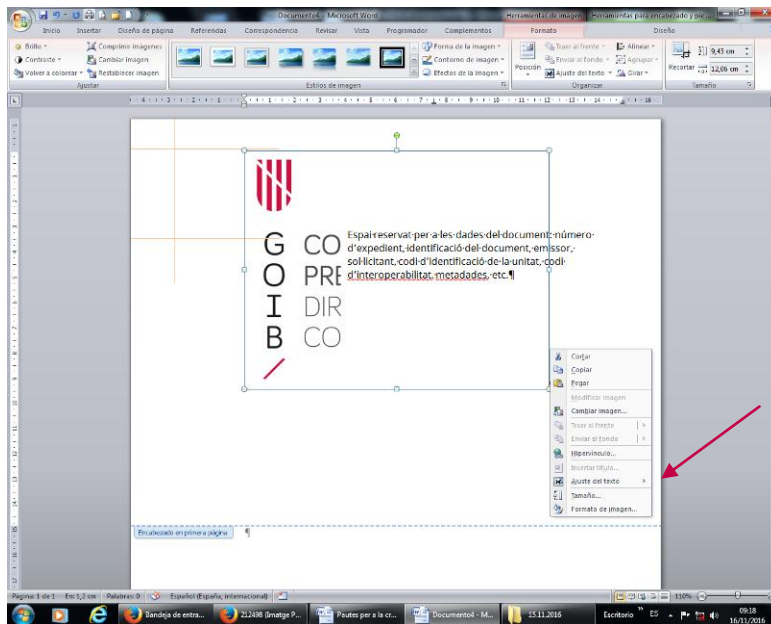 Documento4 - Microsoft Word
Herramientas de imagen
Herramientas para encabezado y pie
Inicio Insertar Diseño de página Referencias Correspondencia Revisar Vista Programador Complementos Formato Diseño
Brillo
Contraste
Volver a colorear
Comprimir imágenes
Cambiar imagen
Restablecer imagen
Ajustar
Estilos de imagen
Forma de la imagen
Contorno de imagen
Efectos de la imagen
Posición
Traer al frente
Enviar al fondo
Ajuste del texto
Alinear
Agrupar
Girar
Organizar
Recortar
9,43 cm
12,06 cm
Tamaño
G
O
I
B
CO
PRE
DIR
CO
Espai·reservat·per·a·les·dades·del·document:·número·
d'expedient,·identificació·del·document,·emissor,·
sol·licitant,·codi·d'identificació·de·la·unitat,·codi·
d'interoperabilitat,·metadades,·etc.¶
Cortar
Copiar
Pegar
Modificar imagen
Cambiar imagen...
Traer al frente
Enviar al fondo
Hipervínculo...
Insertar título...
Ajuste del texto
Tamaño...
Formato de imagen...
Encabezado en primera página
¶
Página: 1 de 1 En: 1,2 cm Palabras: 0 Español (España, internacional) 110%
Bandeja de entra... 212498 (Imatge P... Pautes per a la cr... Documento4 - M... 15.11.2016 Escritorio ES 09:18
16/11/2016